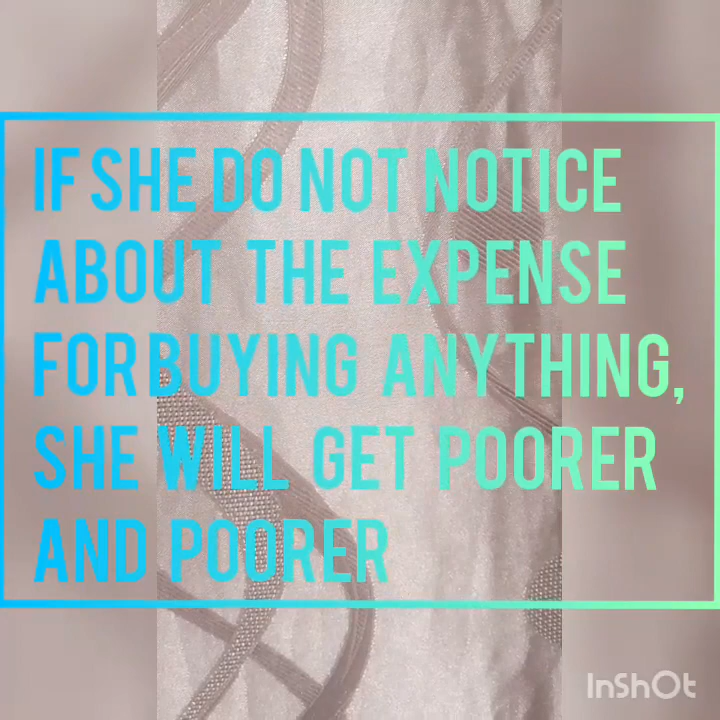 IF SHE DO NOT NOTICE
ABOUT THE EXPENSE
FOR BUYING ANYTHING,
SHE WILL GET POORER
AND POORER
InShOt